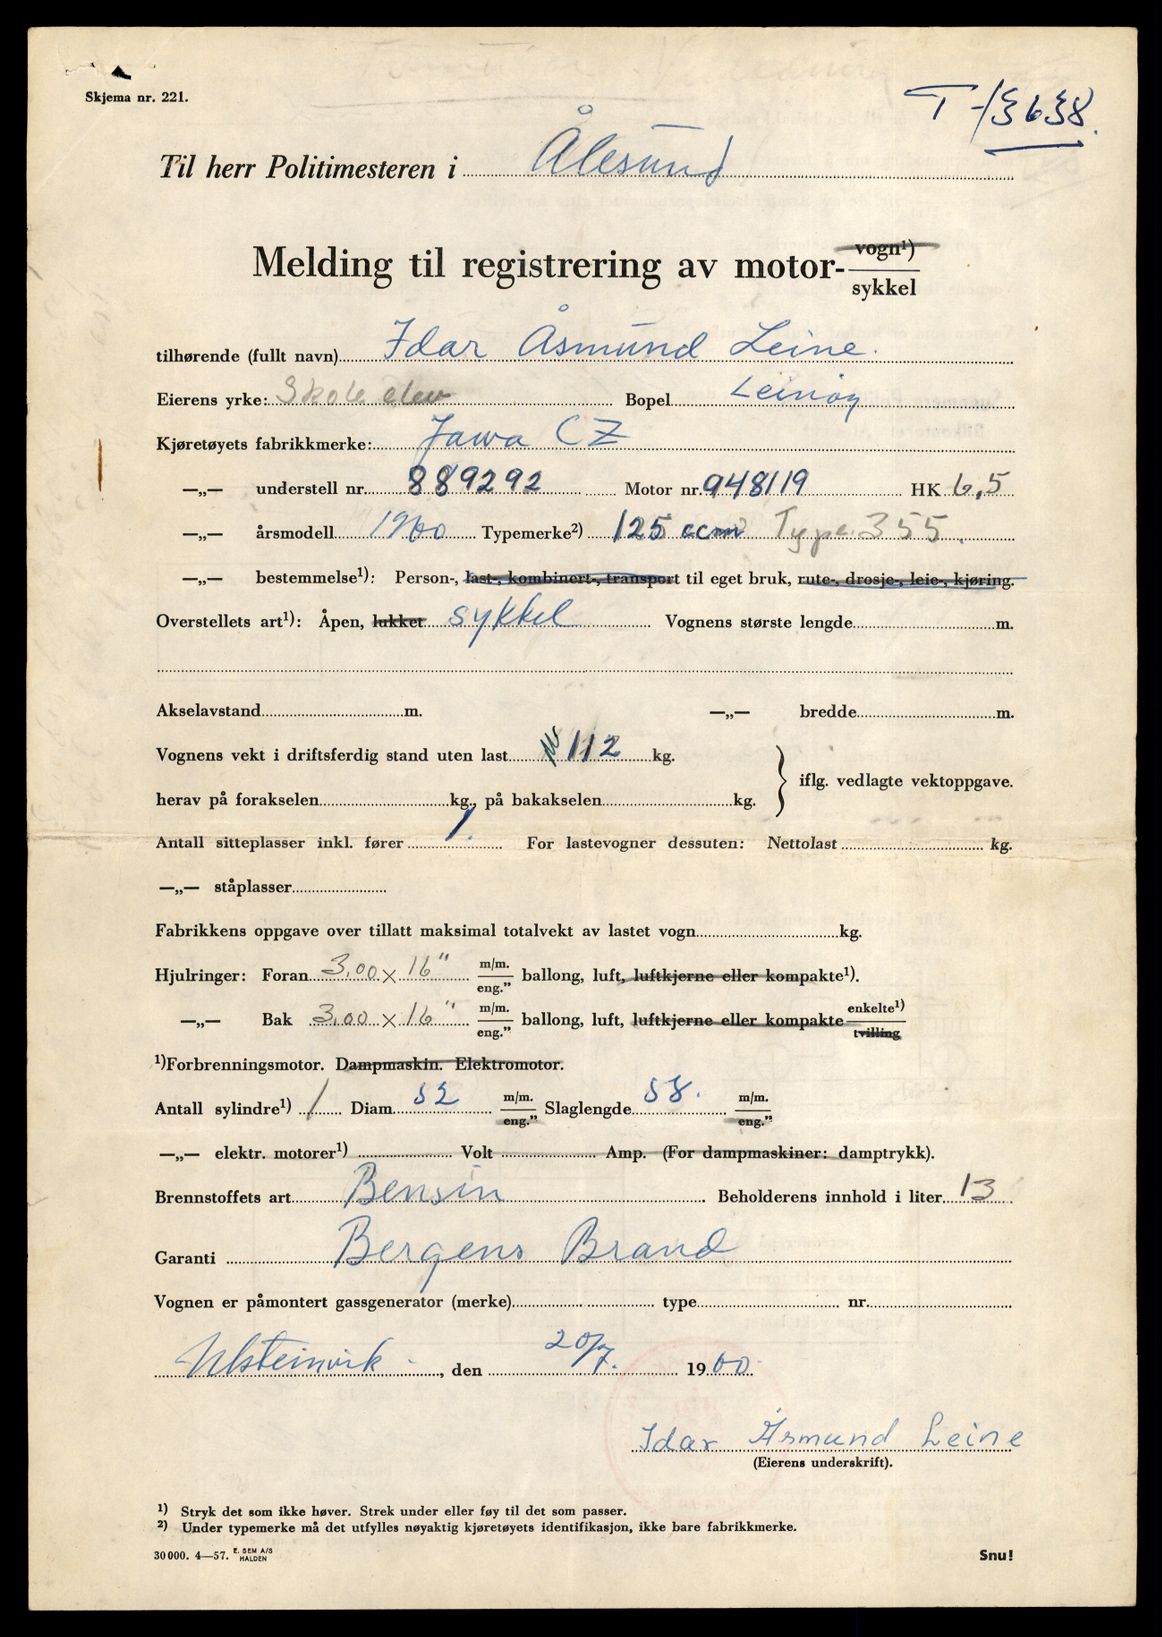 Skjema nr. 221.
T-13638.
Til herr Politimesteren i Ålesund
Melding til registrering av motor- vogn¹) sykkel
tilhørende (fullt navn) Idar Åsmund Leine.
Eierens yrke: Skole elev Bopel Leinøy
Kjøretøyets fabrikkmerke: Jawa CZ
—„— understell nr. 889292 Motor nr. 948119 HK 6,5
—„— årsmodell 1960 Typemerke²) 125 ccm Type 355.
—„— bestemmelse¹): Person-, last-, kombinert-, transport til eget bruk, rute-, drosje-, leie-, kjøring.
Overstellets art¹): Åpen, lukket sykkel Vognens største lengde m.
Akselavstand m. —„— bredde m.
Vognens vekt i driftsferdig stand uten last 112 kg.
iflg. vedlagte vektoppgave.
herav på forakselen kg., på bakakselen kg.
Antall sitteplasser inkl. fører 1. For lastevogner dessuten: Nettolast kg.
—„— ståplasser
Fabrikkens oppgave over tillatt maksimal totalvekt av lastet vogn kg.
Hjulringer: Foran 3,00 x 16" m/m. eng.” ballong, luft, luftkjerne eller kompakte¹).
—„— Bak 3,00 x 16" m/m. eng.” ballong, luft, luftkjerne eller kompakte enkelte¹) tvilling
¹)Forbrenningsmotor. Dampmaskin. Elektromotor.
Antall sylindre¹) 1 Diam. 52 m/m. eng.” Slaglengde 58. m/m. eng.”
—„— elektr. motorer¹) Volt Amp. (For dampmaskiner: damptrykk).
Brennstoffets art Bensin Beholderens innhold i liter 13
Garanti Bergens Brand
Vognen er påmontert gassgenerator (merke) type nr.
Ulsteinvik, den 20/7. 1960.
Idar Åsmund Leine
(Eierens underskrift).
¹) Stryk det som ikke høver. Strek under eller føy til det som passer.
²) Under typemerke må det utfylles nøyaktig kjøretøyets identifikasjon, ikke bare fabrikkmerke.
30000. 4—57. E. SEM A/S HALDEN Snu!